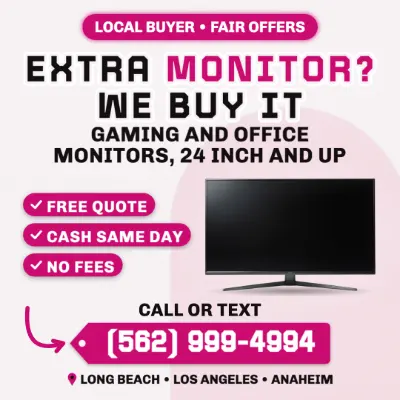 LOCAL BUYER • FAIR OFFERS
EXTRA MONITOR?
WE BUY IT
GAMING AND OFFICE
MONITORS, 24 INCH AND UP
FREE QUOTE
CASH SAME DAY
NO FEES
CALL OR TEXT
(562) 999-4994
LONG BEACH • LOS ANGELES • ANAHEIM